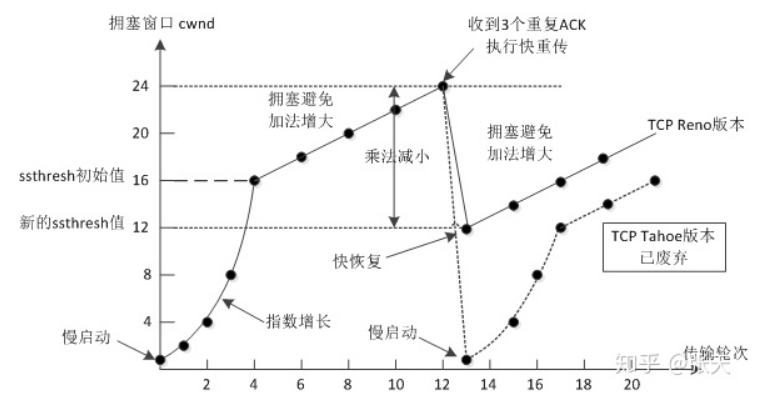 拥塞窗口 cwnd
收到3个重复ACK
执行快重传
24
拥塞避免
加法增大
20
拥塞避免
加法增大
TCP Reno版本
乘法减小
ssthresh初始值
16
新的ssthresh值
12
TCP Tahoe版本
已废弃
快恢复
8
指数增长
4
慢启动
慢启动
传输轮次
知乎
2
4
6
8
10
12
14
16
17
18
20